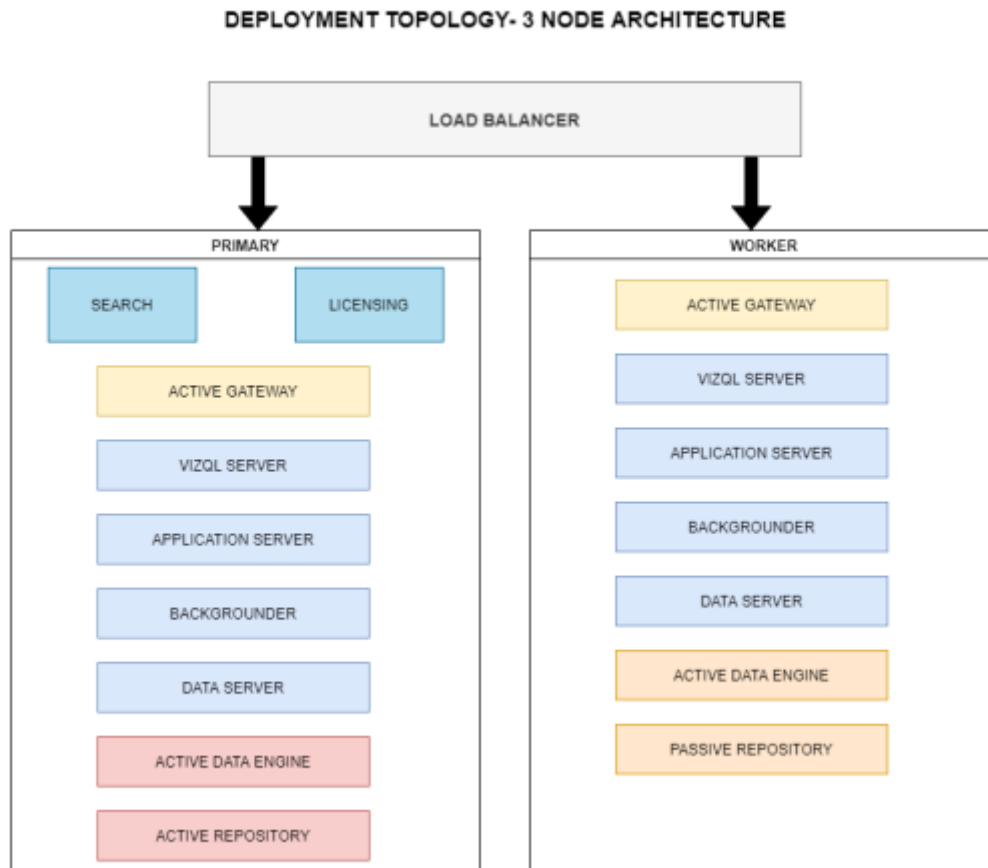 DEPLOYMENT TOPOLOGY- 3 NODE ARCHITECTURE
LOAD BALANCER
PRIMARY
SEARCH
LICENSING
ACTIVE GATEWAY
VIZQL SERVER
APPLICATION SERVER
BACKGROUNDER
DATA SERVER
ACTIVE DATA ENGINE
ACTIVE REPOSITORY
WORKER
ACTIVE GATEWAY
VIZQL SERVER
APPLICATION SERVER
BACKGROUNDER
DATA SERVER
ACTIVE DATA ENGINE
PASSIVE REPOSITORY